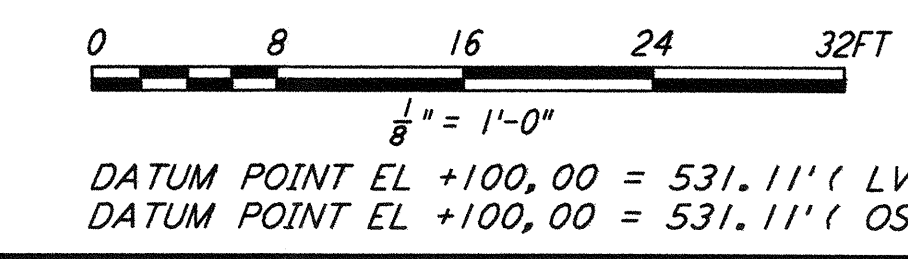 0 8 16 24 32FT
1/8" = 1'-0"
DATUM POINT EL +100,00 = 531.11' ( LV
DATUM POINT EL +100,00 = 531.11' ( OS